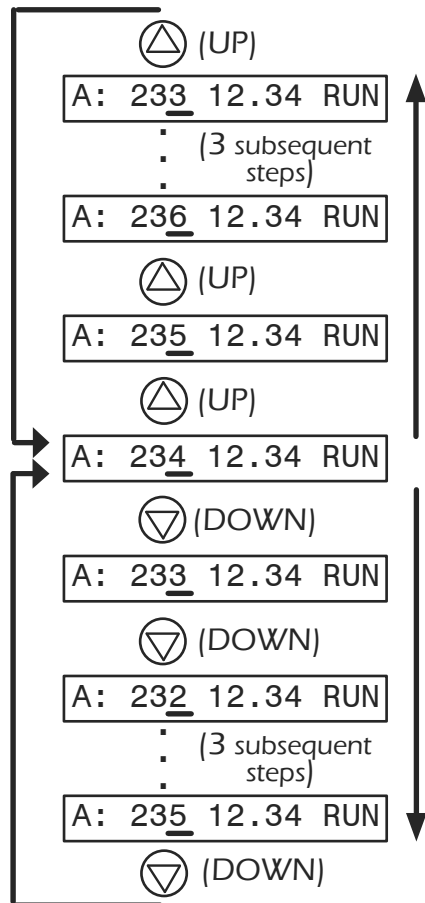 (UP)
A: 233 12.34 RUN
(3 subsequent
steps)
A: 236 12.34 RUN
(UP)
A: 235 12.34 RUN
(UP)
A: 234 12.34 RUN
(DOWN)
A: 233 12.34 RUN
(DOWN)
A: 232 12.34 RUN
(3 subsequent
steps)
A: 235 12.34 RUN
(DOWN)